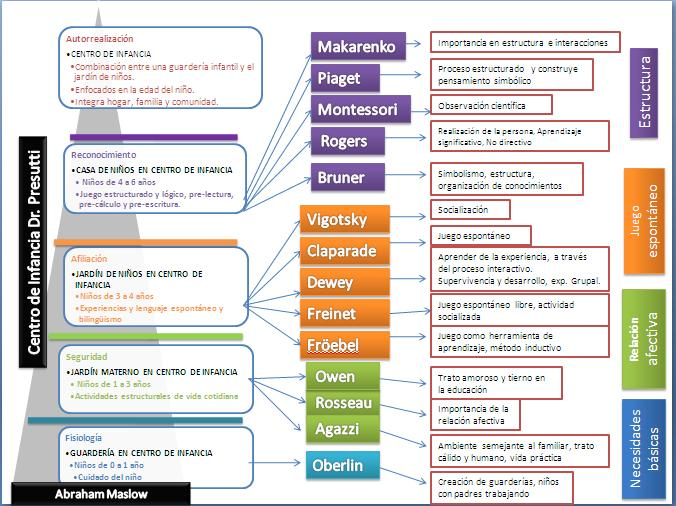 Centro de Infancia Dr. Presutti
Abraham Maslow
Autorrealización
•CENTRO DE INFANCIA
•Combinación entre una guardería infantil y el
jardín de niños.
•Enfocados en la edad del niño.
•Integra hogar, familia y comunidad.
Reconocimiento
•CASA DE NIÑOS EN CENTRO DE INFANCIA
• Niños de 4 a 6 años
•Juego estructurado y lógico, pre-lectura,
pre-cálculo y pre-escritura.
Afiliación
•JARDÍN DE NIÑOS EN CENTRO DE
INFANCIA
•Niños de 3 a 4 años
•Experiencias y lenguaje espontáneo y
bilingüismo
Seguridad
•JARDÍN MATERNO EN CENTRO DE INFANCIA
• Niños de 1 a 3 años
•Actividades estructurales de vida cotidiana
Fisiología
•GUARDERÍA EN CENTRO DE INFANCIA
•Niños de 0 a 1 año
• Cuidado del niño
Makarenko
Importancia en estructura e interacciones
Piaget
Proceso estructurado y construye
pensamiento simbólico
Montessori
Observación científica
Rogers
Realización de la persona, Aprendizaje
significativo, No directivo
Bruner
Simbolismo, estructura,
organización de conocimientos
Vigotsky
Socialización
Claparade
Juego espontáneo
Dewey
Aprender de la experiencia, a través
del proceso interactivo.
Supervivencia y desarrollo, exp. Grupal.
Freinet
Juego espontáneo libre, actividad
socializada
Fröebel
Juego como herramienta de
aprendizaje, método inductivo
Owen
Trato amoroso y tierno en
la educación
Rosseau
Importancia de la
relación afectiva
Agazzi
Ambiente semejante al familiar, trato
cálido y humano, vida práctica
Oberlin
Creación de guarderías, niños
con padres trabajando
Estructura
Juego
espontáneo
Relación
afectiva
Necesidades
básicas